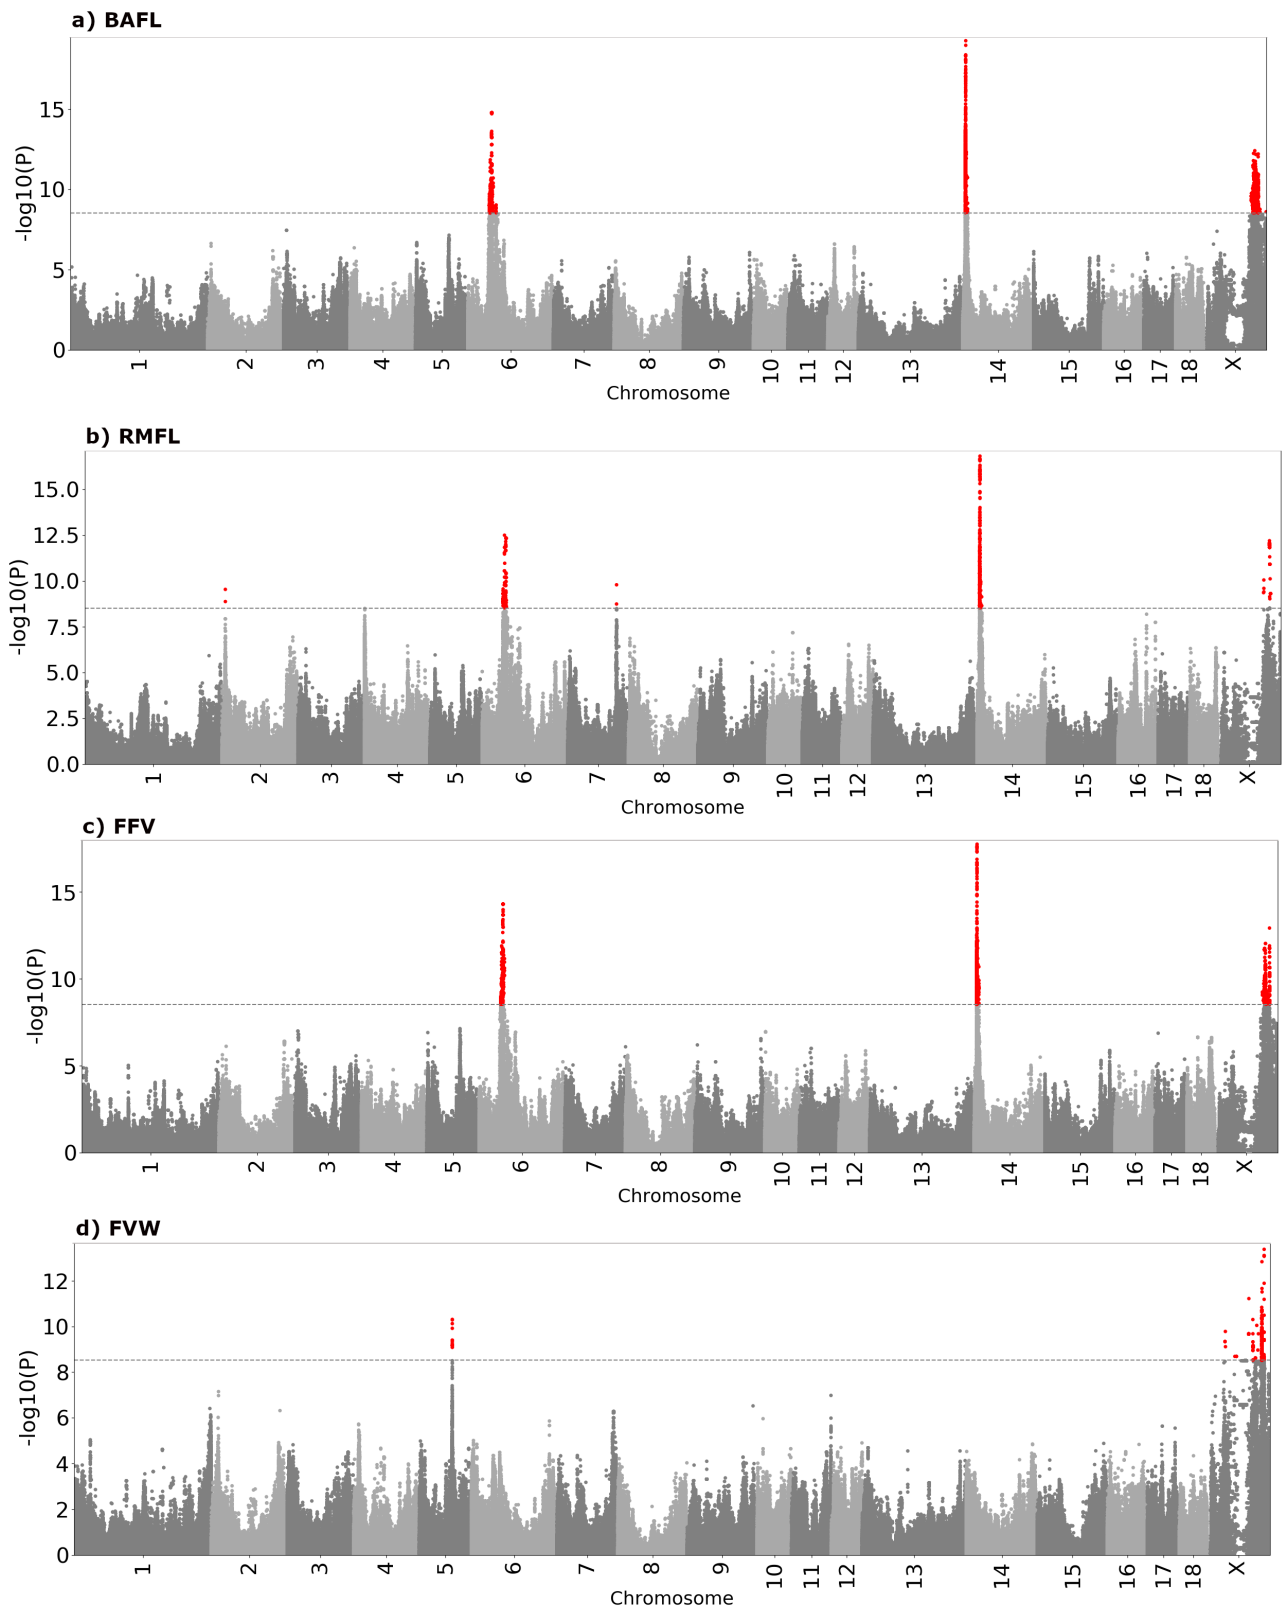 a) BAFL
15
10
5
0
-log10(P)
1 2 3 4 5 6 7 8 9 10 11 12 13 14 15 16 17 18 X
Chromosome
b) RMFL
15.0
12.5
10.0
7.5
5.0
2.5
0.0
-log10(P)
1 2 3 4 5 6 7 8 9 10 11 12 13 14 15 16 17 18 X
Chromosome
c) FFV
15
10
5
0
-log10(P)
1 2 3 4 5 6 7 8 9 10 11 12 13 14 15 16 17 18 X
Chromosome
d) FVW
12
10
8
6
4
2
0
-log10(P)
1 2 3 4 5 6 7 8 9 10 11 12 13 14 15 16 17 18 X
Chromosome